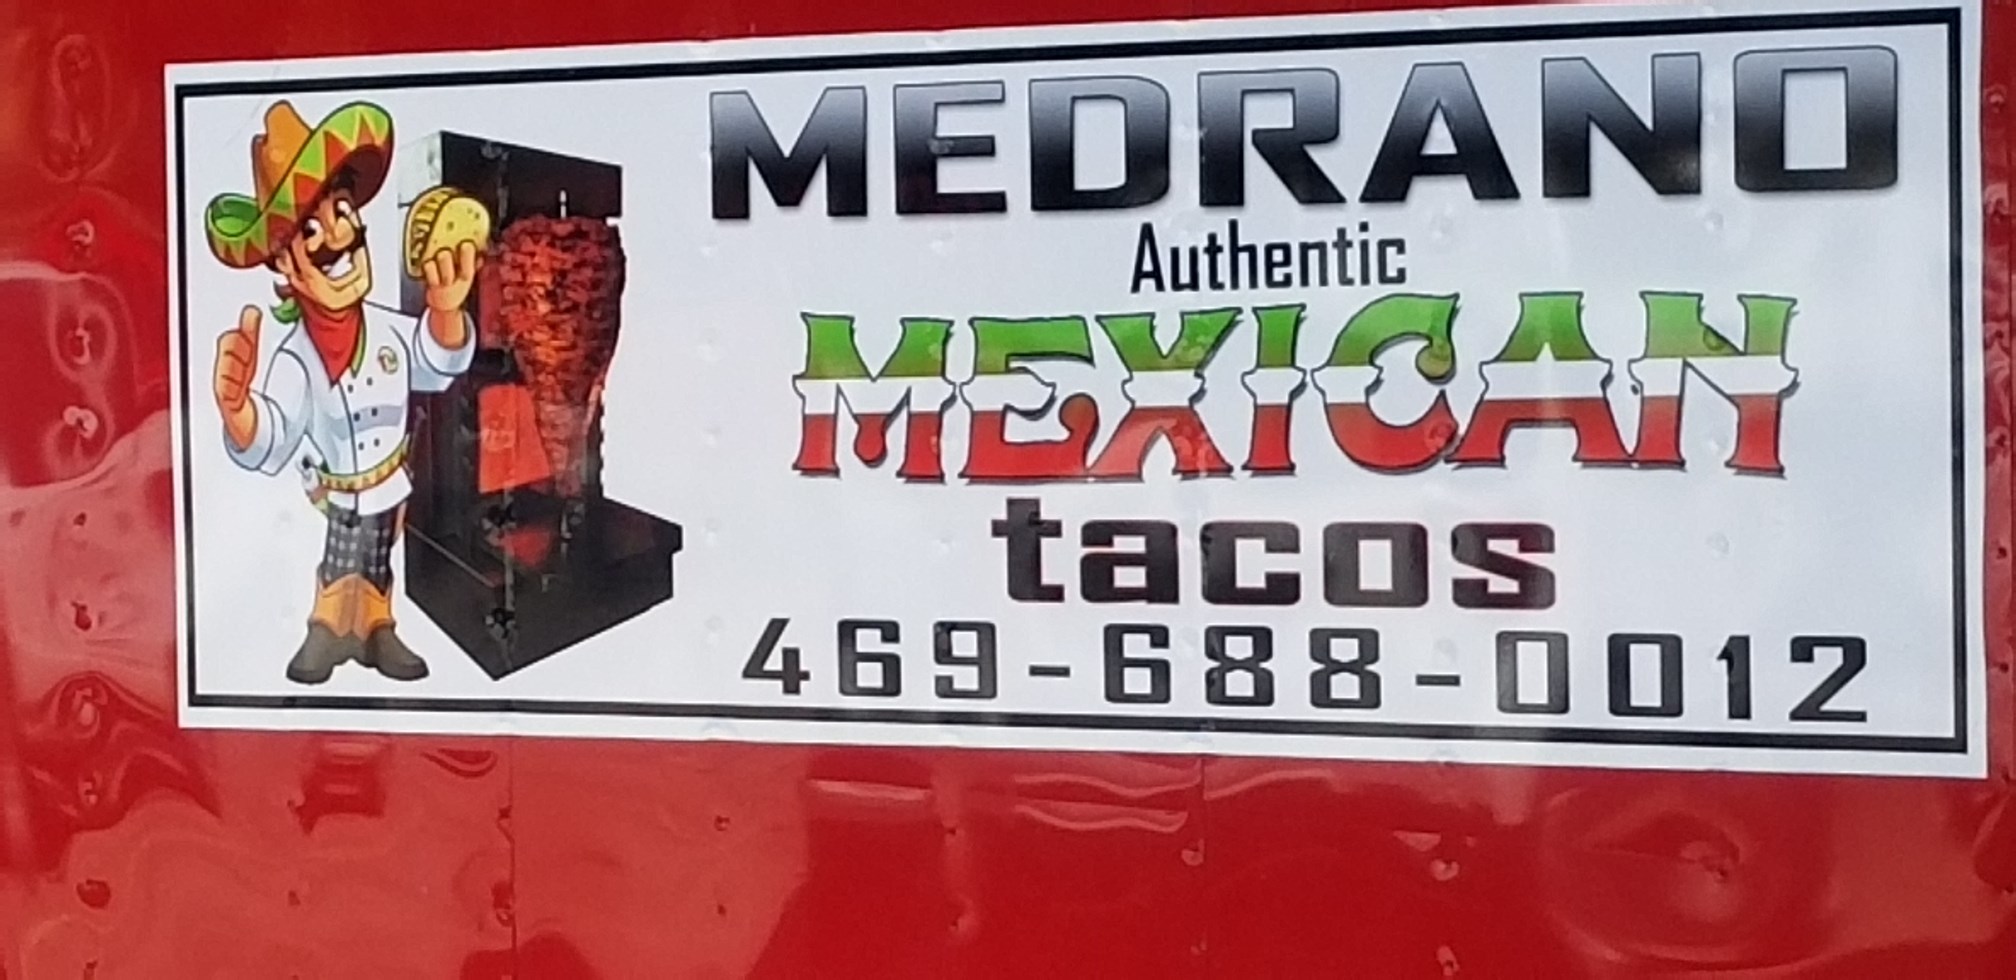 MEDRANO
Authentic
MEXICAN
tacos
469-688-0012